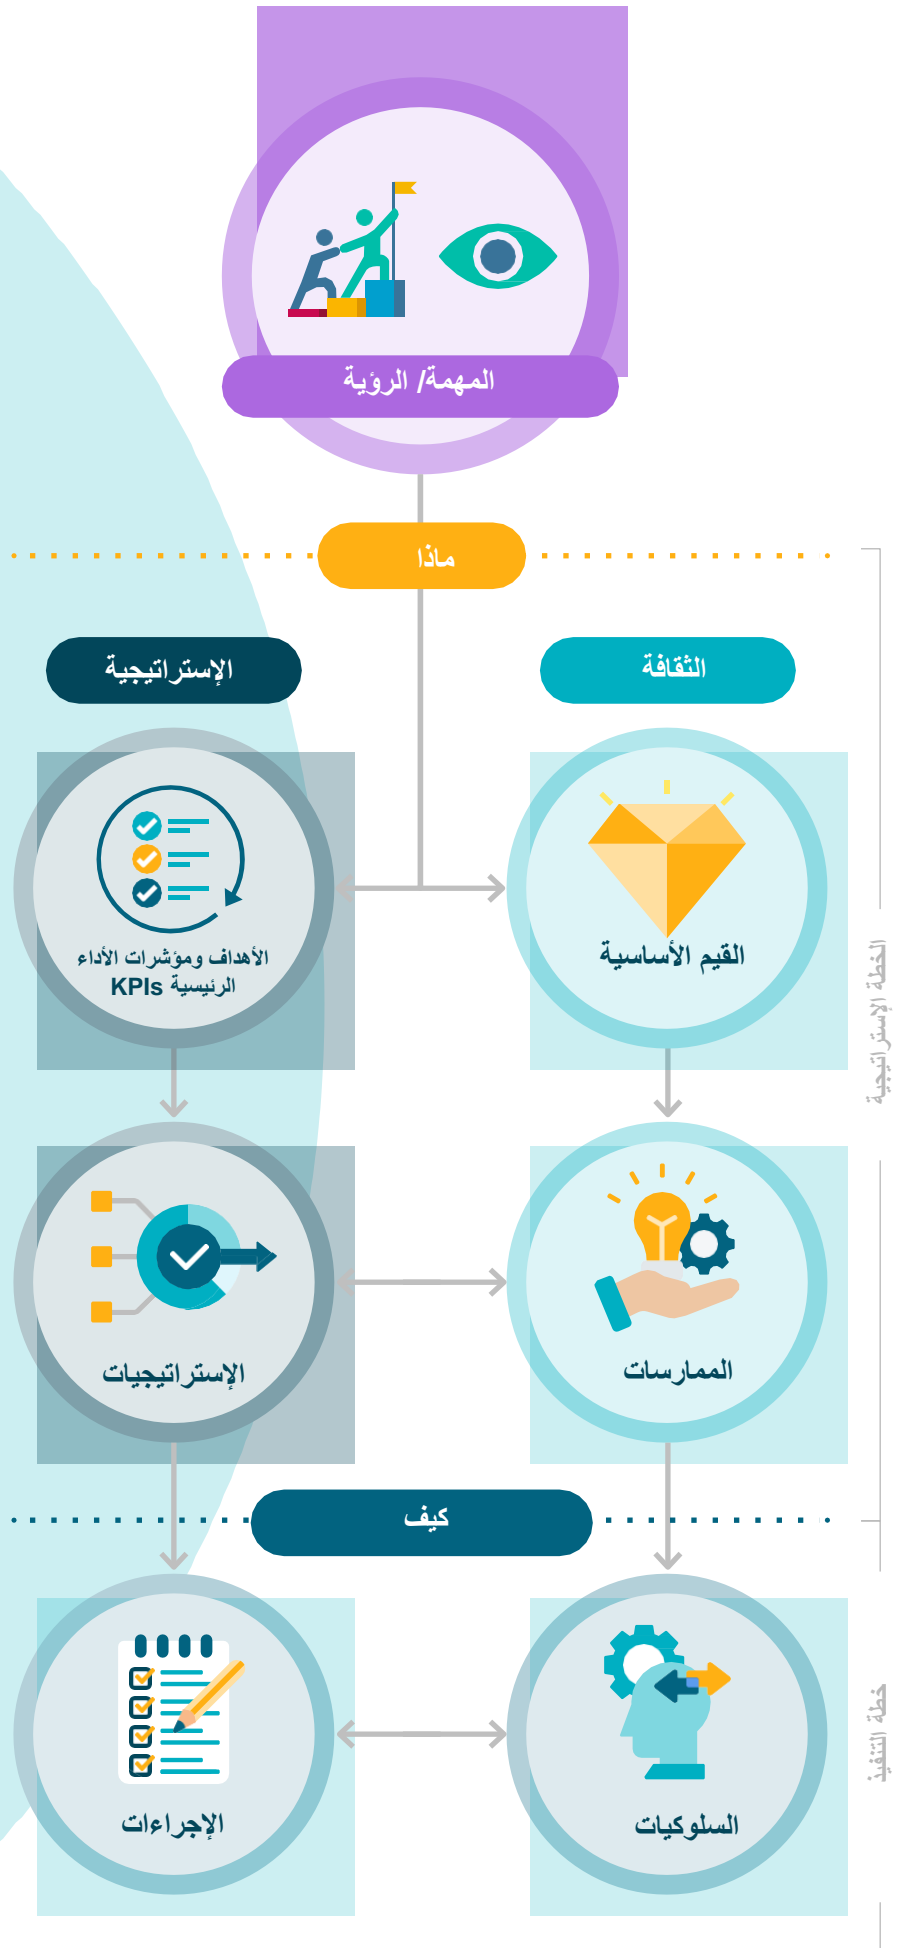 المهمة/ الرؤية
ماذا
الثقافة
الإستراتيجية
القيم الأساسية
الأهداف ومؤشرات الأداء
الرئيسية KPIs
الخطة الإستراتيجية
الممارسات
الإستراتيجيات
كيف
خطة التنفيذ
السلوكيات
الإجراءات